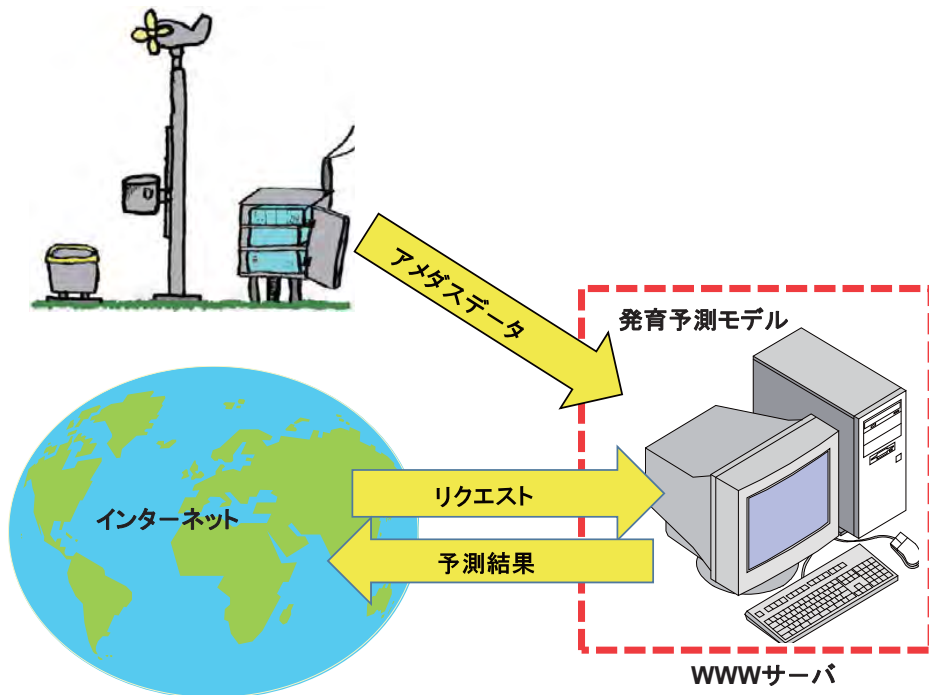 アメダスデータ
発育予測モデル
リクエスト
インターネット
予測結果
WWWサーバ